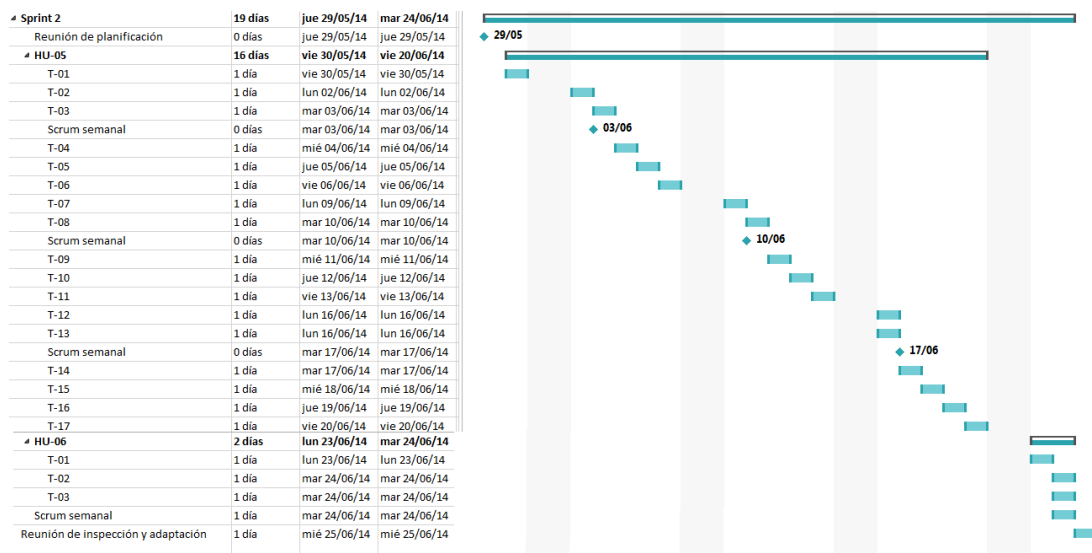 Sprint 2 19 días jue 29/05/14 mar 24/06/14
Reunión de planificación 0 días jue 29/05/14 jue 29/05/14 29/05
HU-05 16 días vie 30/05/14 vie 20/06/14
T-01 1 día vie 30/05/14 vie 30/05/14
T-02 1 día lun 02/06/14 lun 02/06/14
T-03 1 día mar 03/06/14 mar 03/06/14
Scrum semanal 0 días mar 03/06/14 mar 03/06/14 03/06
T-04 1 día mié 04/06/14 mié 04/06/14
T-05 1 día jue 05/06/14 jue 05/06/14
T-06 1 día vie 06/06/14 vie 06/06/14
T-07 1 día lun 09/06/14 lun 09/06/14
T-08 1 día mar 10/06/14 mar 10/06/14
Scrum semanal 0 días mar 10/06/14 mar 10/06/14 10/06
T-09 1 día mié 11/06/14 mié 11/06/14
T-10 1 día jue 12/06/14 jue 12/06/14
T-11 1 día vie 13/06/14 vie 13/06/14
T-12 1 día lun 16/06/14 lun 16/06/14
T-13 1 día lun 16/06/14 lun 16/06/14
Scrum semanal 0 días mar 17/06/14 mar 17/06/14 17/06
T-14 1 día mar 17/06/14 mar 17/06/14
T-15 1 día mié 18/06/14 mié 18/06/14
T-16 1 día jue 19/06/14 jue 19/06/14
T-17 1 día vie 20/06/14 vie 20/06/14
HU-06 2 días lun 23/06/14 mar 24/06/14
T-01 1 día lun 23/06/14 lun 23/06/14
T-02 1 día mar 24/06/14 mar 24/06/14
T-03 1 día mar 24/06/14 mar 24/06/14
Scrum semanal 1 día mar 24/06/14 mar 24/06/14
Reunión de inspección y adaptación 1 día mié 25/06/14 mié 25/06/14